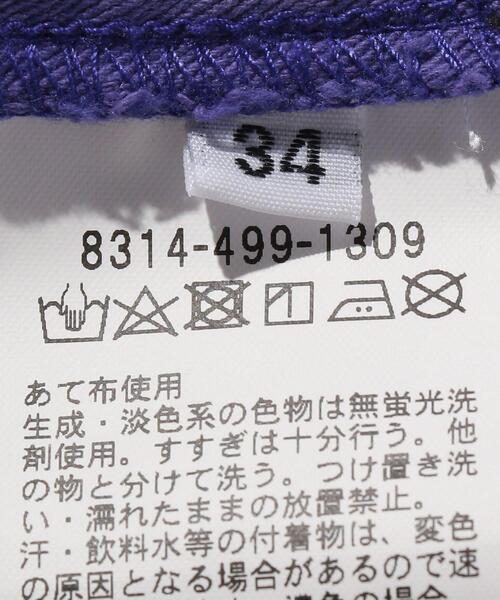 34
8314-499-1309
あて布使用
生成・淡色系の色物は無蛍光洗
剤使用。すすぎは十分行う。他
の物と分けて洗う。つけ置き洗
い・濡れたままの放置禁止。
汗・飲料水等の付着物は、変色
の原因となる場合があるので速